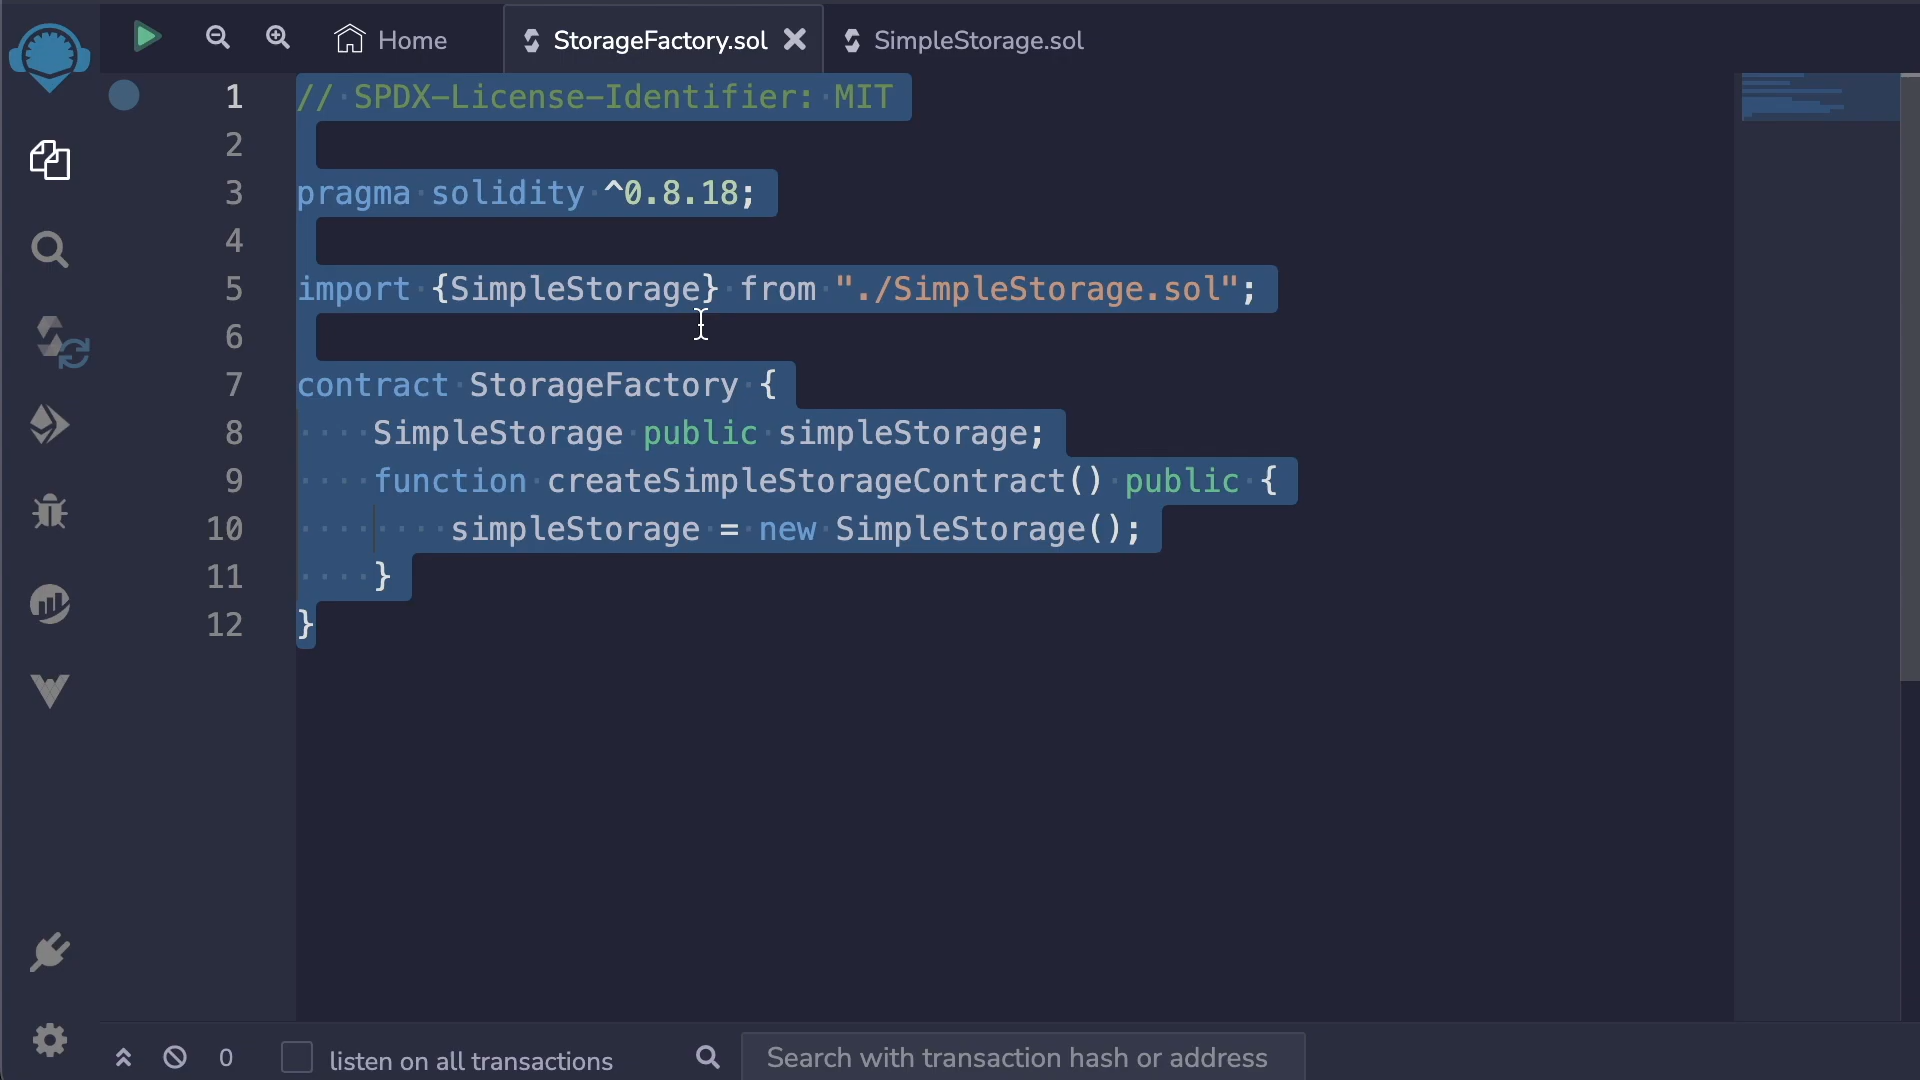 Home
StorageFactory.sol
SimpleStorage.sol
1 // SPDX-License-Identifier: MIT
2
3 pragma solidity ^0.8.18;
4
5 import {SimpleStorage} from "./SimpleStorage.sol";
6
7 contract StorageFactory {
8 SimpleStorage public simpleStorage;
9 function createSimpleStorageContract() public {
10 simpleStorage = new SimpleStorage();
11 }
12 }
0 listen on all transactions Search with transaction hash or address